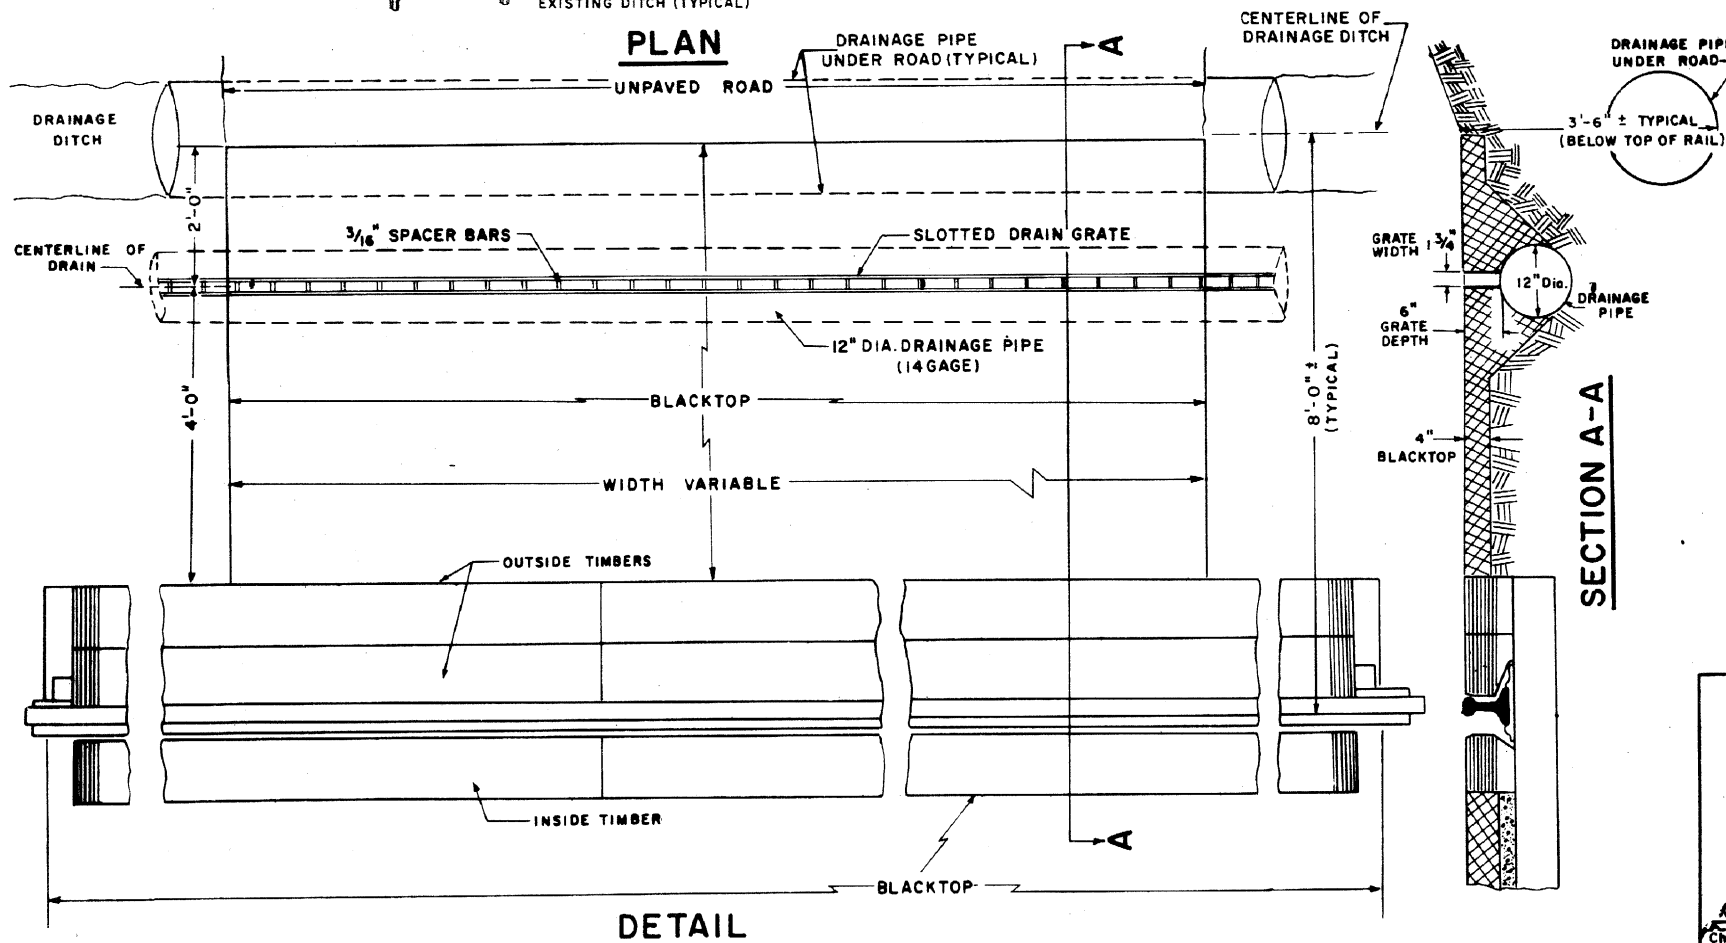 EXISTING DITCH (TYPICAL)
PLAN
DRAINAGE PIPE
UNDER ROAD (TYPICAL)
A
CENTERLINE OF
DRAINAGE DITCH
DRAINAGE PIPE
UNDER ROAD
UNPAVED ROAD
DRAINAGE
DITCH
3'-6" ± TYPICAL
(BELOW TOP OF RAIL)
2'-0"
CENTERLINE OF
DRAIN
3/16" SPACER BARS
SLOTTED DRAIN GRATE
GRATE
WIDTH 1 3/4"
12" Dia.
DRAINAGE
PIPE
6"
GRATE
DEPTH
12" DIA. DRAINAGE PIPE
(14 GAGE)
8'-0" ±
(TYPICAL)
4'-0"
BLACKTOP
4"
BLACKTOP
SECTION A-A
WIDTH VARIABLE
OUTSIDE TIMBERS
INSIDE TIMBER
A
BLACKTOP
DETAIL